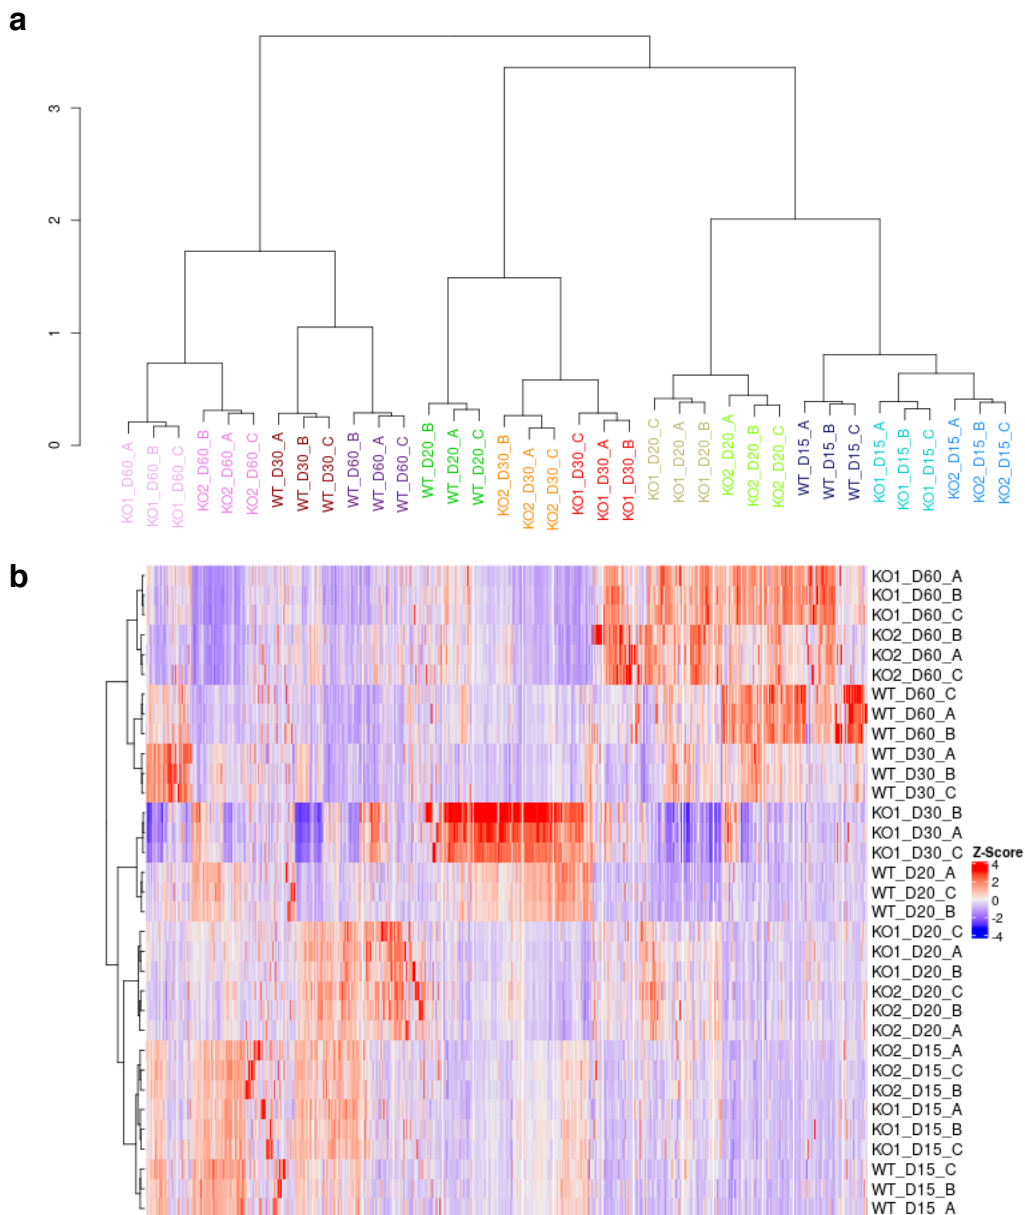 a
3
2
1
0
KO1_D60_A
KO1_D60_B
KO1_D60_C
KO2_D60_B
KO2_D60_A
KO2_D60_C
WT_D30_A
WT_D30_B
WT_D30_C
WT_D60_B
WT_D60_A
WT_D60_C
WT_D20_B
WT_D20_A
WT_D20_C
KO2_D30_B
KO2_D30_A
KO2_D30_C
KO1_D30_C
KO1_D30_A
KO1_D30_B
KO1_D20_C
KO1_D20_A
KO1_D20_B
KO2_D20_A
KO2_D20_B
KO2_D20_C
WT_D15_A
WT_D15_B
WT_D15_C
KO1_D15_A
KO1_D15_B
KO1_D15_C
KO2_D15_A
KO2_D15_B
KO2_D15_C
b
KO1_D60_A
KO1_D60_B
KO1_D60_C
KO2_D60_B
KO2_D60_A
KO2_D60_C
WT_D60_C
WT_D60_A
WT_D60_B
WT_D30_A
WT_D30_B
WT_D30_C
KO1_D30_B
KO1_D30_A
KO1_D30_C
WT_D20_A
WT_D20_C
WT_D20_B
KO1_D20_C
KO1_D20_A
KO1_D20_B
KO2_D20_C
KO2_D20_B
KO2_D20_A
KO2_D15_A
KO2_D15_C
KO2_D15_B
KO1_D15_A
KO1_D15_B
KO1_D15_C
WT_D15_C
WT_D15_B
WT_D15_A
Z-Score
4
2
0
-2
-4